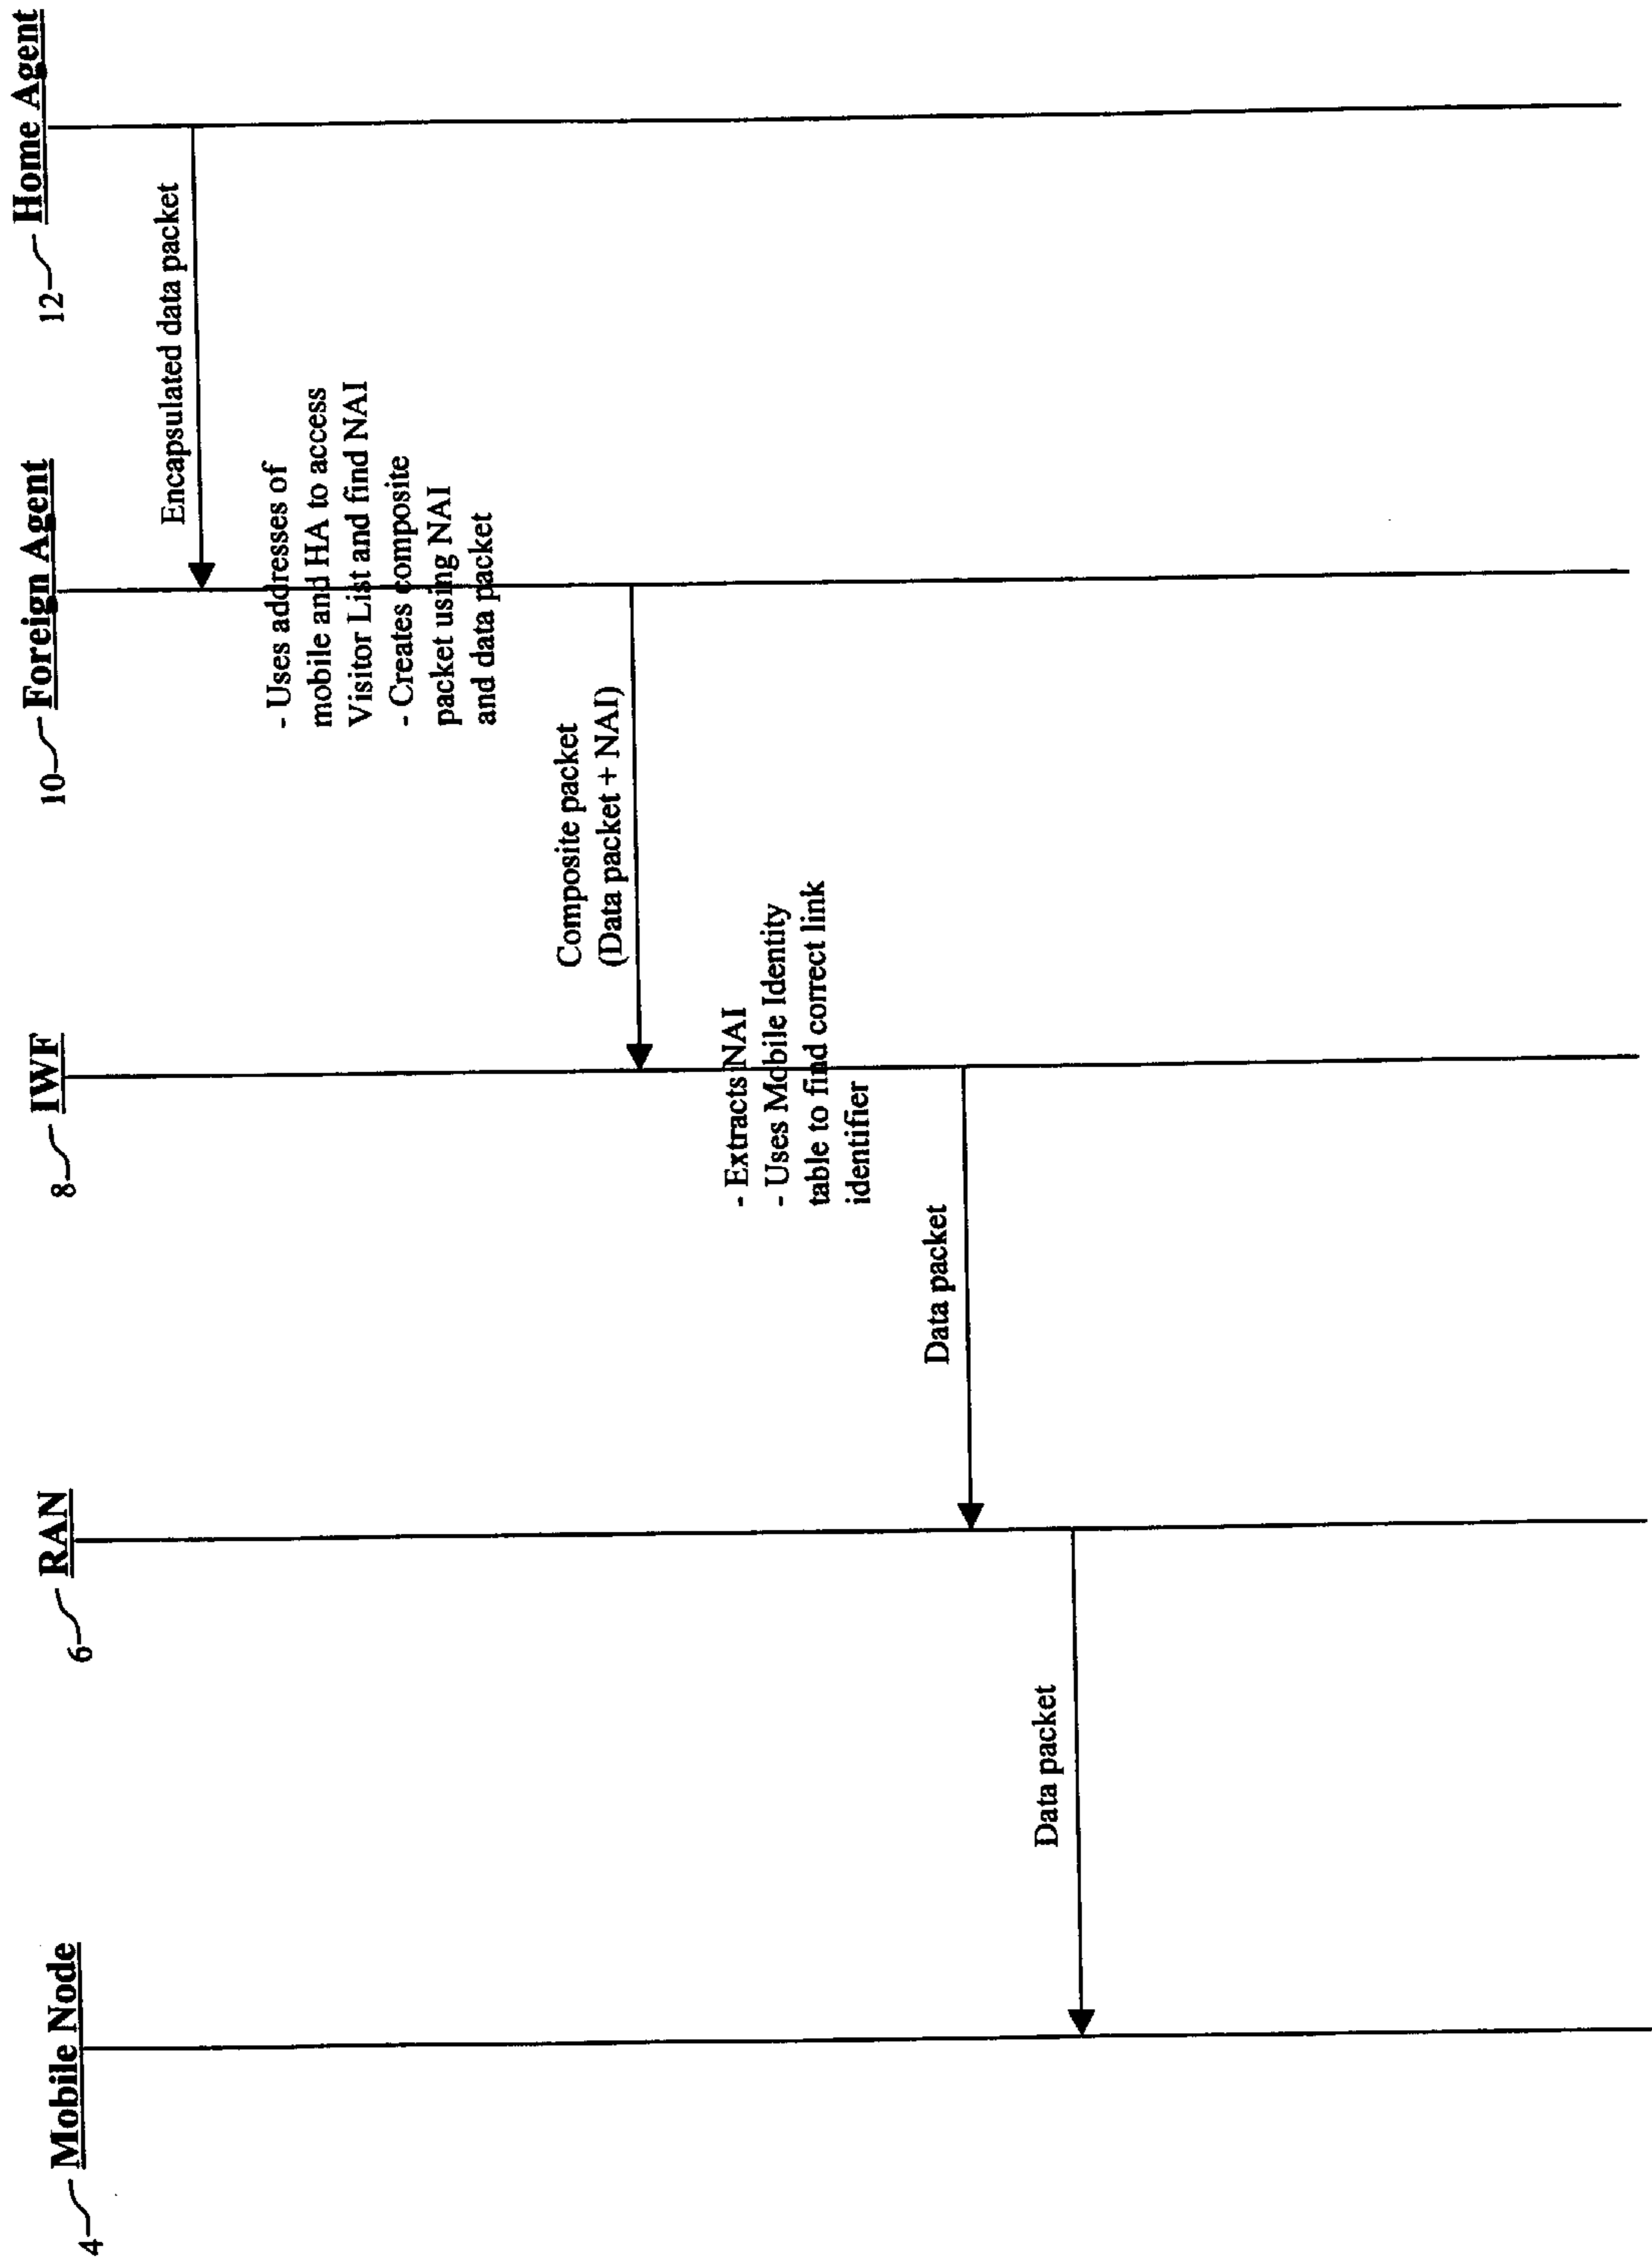 4 Mobile Node
6 RAN
8 IWF
10 Foreign Agent
12 Home Agent
Encapsulated data packet
- Uses addresses of
mobile and HA to access
Visitor List and find NAI
- Creates composite
packet using NAI
and data packet
Composite packet
(Data packet + NAI)
- Extracts NAI
- Uses Mobile Identity
table to find correct link
identifier
Data packet
Data packet